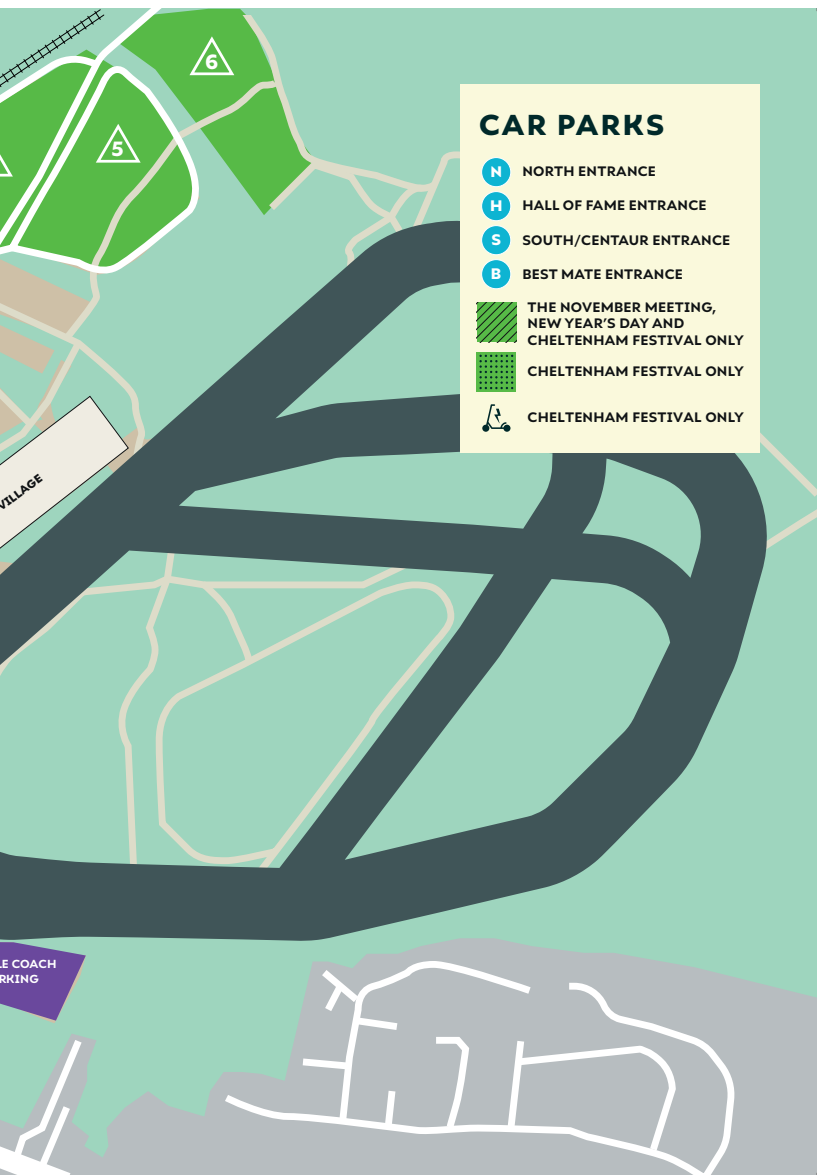 6
5
CAR PARKS
N NORTH ENTRANCE
H HALL OF FAME ENTRANCE
S SOUTH/CENTAUR ENTRANCE
B BEST MATE ENTRANCE
THE NOVEMBER MEETING,
NEW YEAR'S DAY AND
CHELTENHAM FESTIVAL ONLY
CHELTENHAM FESTIVAL ONLY
CHELTENHAM FESTIVAL ONLY
VILLAGE
LE COACH
RKING